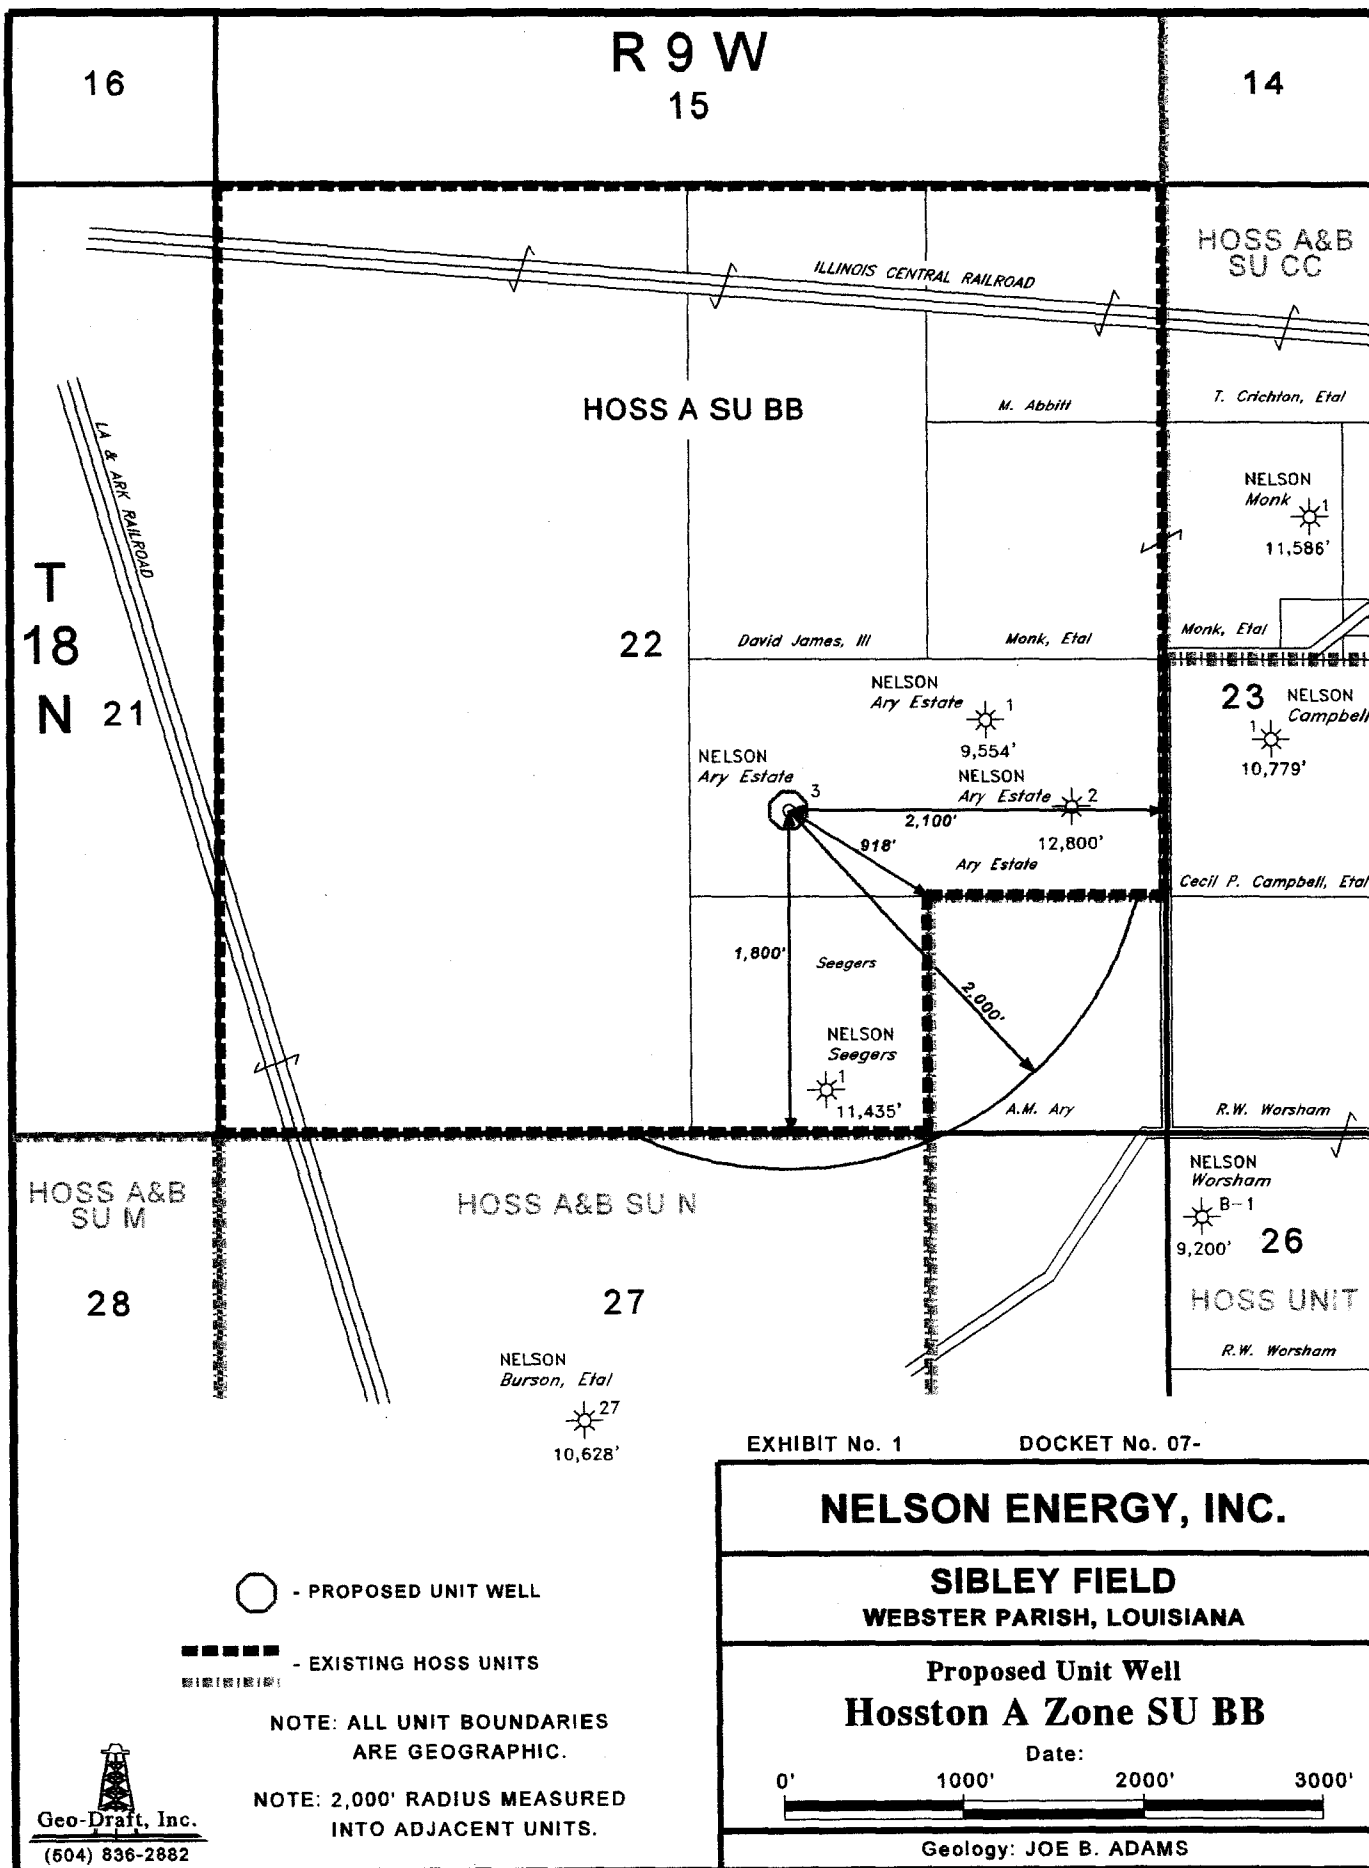 R 9 W
16
15
14
HOSS A&B
SU CC
ILLINOIS CENTRAL RAILROAD
HOSS A SU BB
M. Abbitt
T. Crichton, Etal
LA & ARK RAILROAD
NELSON
Monk
1
11,586'
T
18
N
21
22
David James, III
Monk, Etal
Monk, Etal
23
NELSON
Campbell
1
10,779'
NELSON
Ary Estate
1
9,554'
NELSON
Ary Estate
3
NELSON
Ary Estate
2
12,800'
2,100'
918'
Ary Estate
Cecil P. Campbell, Etal
1,800'
Seegers
2,000'
NELSON
Seegers
1
11,435'
A.M. Ary
R.W. Worsham
HOSS A&B
SU M
HOSS A&B SU N
NELSON
Worsham
B-1
9,200'
26
28
27
HOSS UNIT
R.W. Worsham
NELSON
Burson, Etal
27
10,628'
EXHIBIT No. 1
DOCKET No. 07-
NELSON ENERGY, INC.
SIBLEY FIELD
WEBSTER PARISH, LOUISIANA
Proposed Unit Well
Hosston A Zone SU BB
Date:
0' 1000' 2000' 3000'
Geology: JOE B. ADAMS
- PROPOSED UNIT WELL
- EXISTING HOSS UNITS
NOTE: ALL UNIT BOUNDARIES
ARE GEOGRAPHIC.
NOTE: 2,000' RADIUS MEASURED
INTO ADJACENT UNITS.
Geo-Draft, Inc.
(504) 836-2882